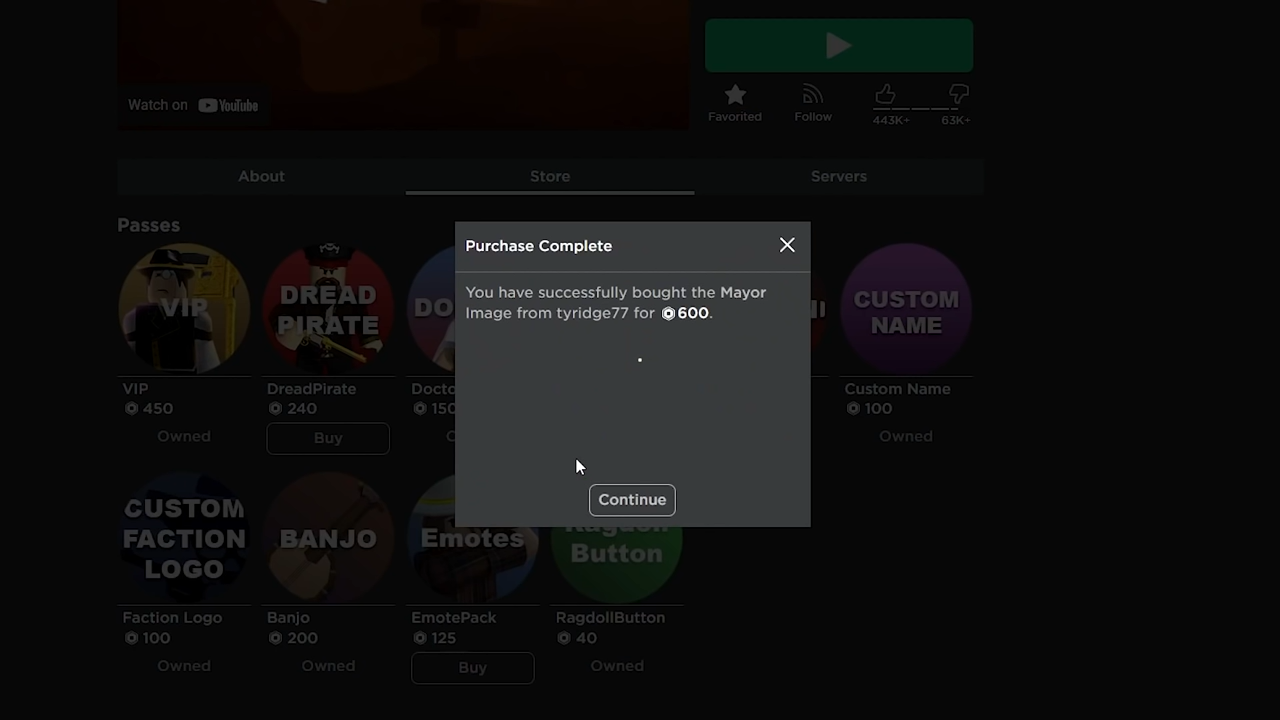 Watch on YouTube
Favorited
Follow
443K+
63K+
About
Store
Servers
Passes
Purchase Complete
You have successfully bought the Mayor
Image from tyridge77 for 600.
Continue
VIP
DREAD
PIRATE
CUSTOM
NAME
VIP
450
Owned
DreadPirate
240
Buy
Custom Name
100
Owned
CUSTOM
FACTION
LOGO
BANJO
Emotes
Ragdoll
Button
Faction Logo
100
Owned
Banjo
200
Owned
EmotePack
125
Buy
RagdollButton
40
Owned